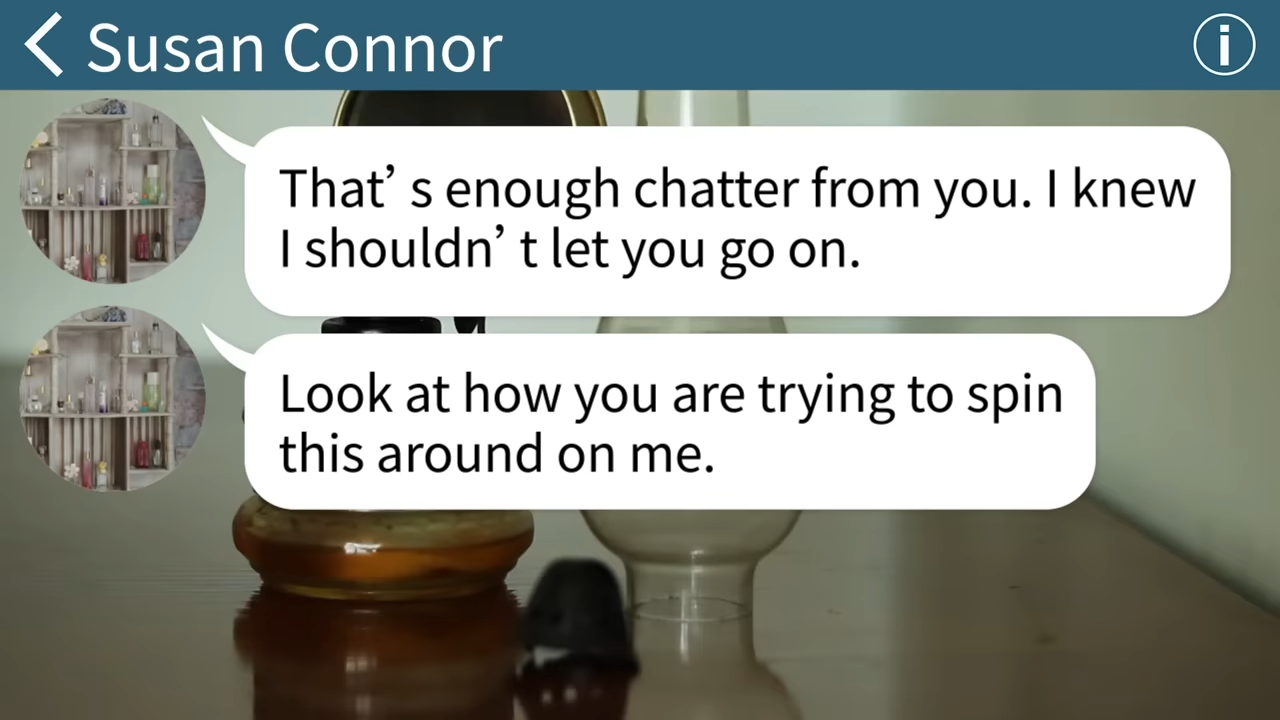 Susan Connor
That’s enough chatter from you. I knew
I shouldn’t let you go on.
Look at how you are trying to spin
this around on me.